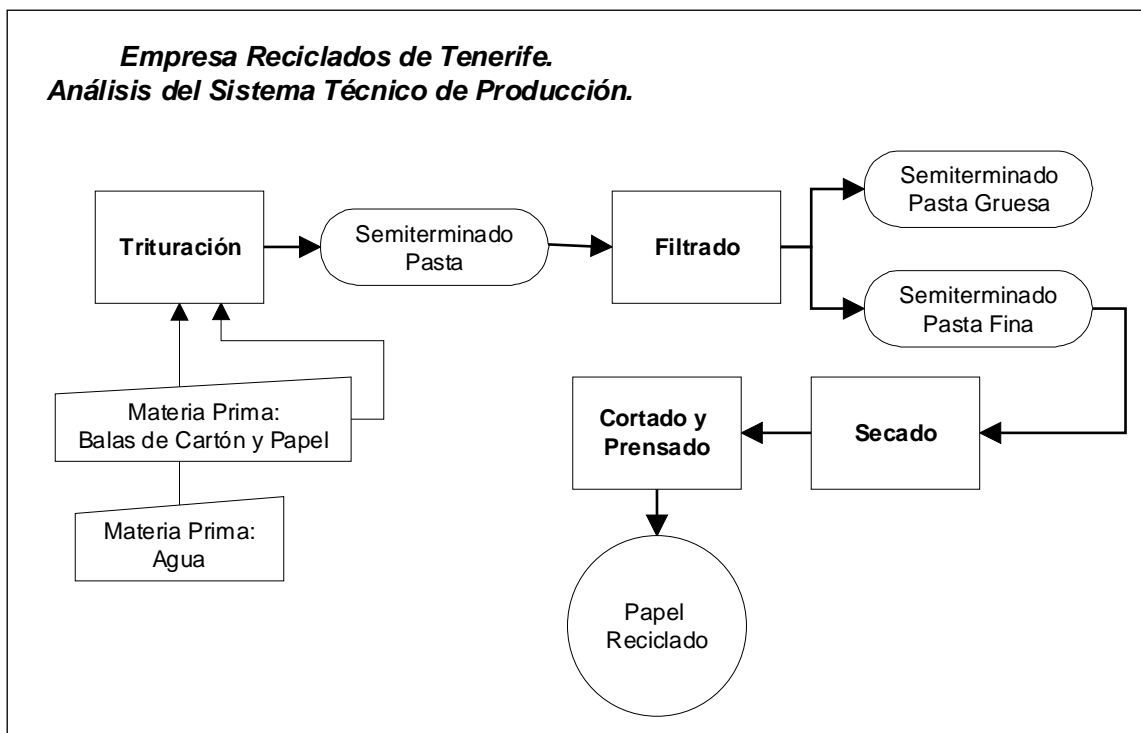 Empresa Reciclados de Tenerife.
Análisis del Sistema Técnico de Producción.
Trituración
Semiterminado
Pasta
Filtrado
Semiterminado
Pasta Gruesa
Semiterminado
Pasta Fina
Materia Prima:
Balas de Cartón y Papel
Materia Prima:
Agua
Cortado y
Prensado
Secado
Papel
Reciclado